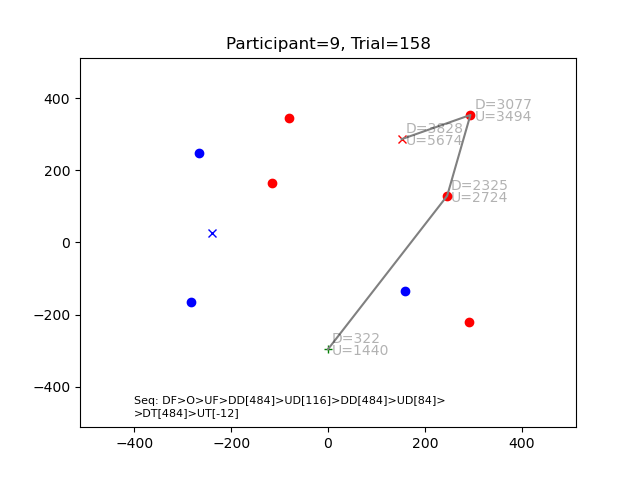 Participant=9, Trial=158
400
200
0
−200
−400
−400
−200
0
200
400
D=3077
U=3494
D=3828
U=5674
D=2325
U=2724
D=322
U=1440
Seq: DF>O>UF>DD[484]>UD[116]>DD[484]>UD[84]>
>DT[484]>UT[-12]